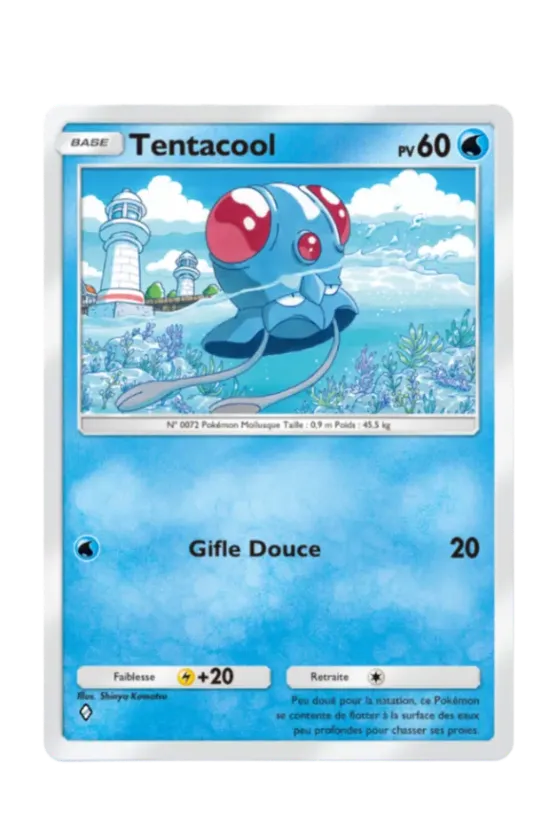 BASE Tentacool PV 60
N° 0072 Pokémon Mollusque Taille : 0,9 m Poids : 45,5 kg
Gifle Douce 20
Faiblesse +20 Retraite
Illus. Shinya Komatsu
Peu doué pour la natation, ce Pokémon
se contente de flotter à la surface des eaux
peu profondes pour chasser ses proies.